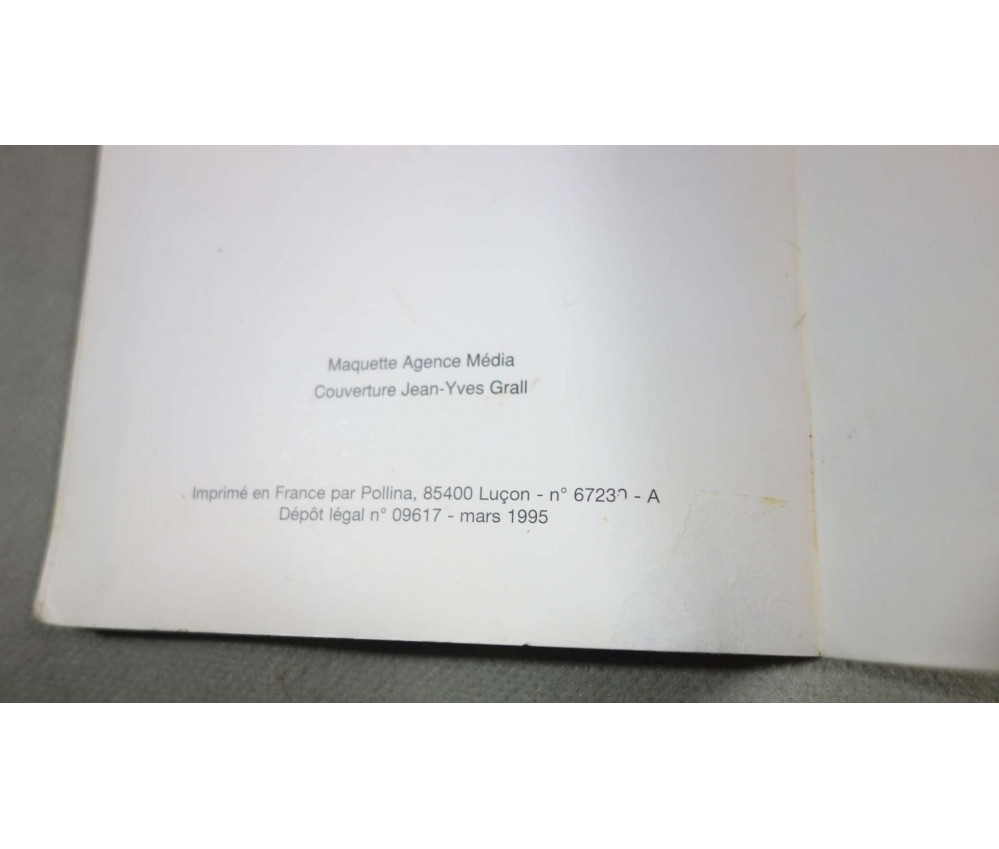 Maquette Agence Média
Couverture Jean-Yves Grall
Imprimé en France par Pollina, 85400 Luçon - n° - A
Dépôt légal n° 09617 - mars 1995